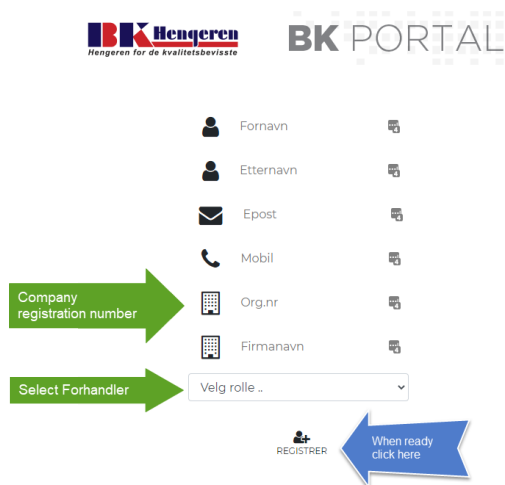 BK Hengeren
Hengeren for de kvalitetsbevisste
BK PORTAL
Fornavn
Etternavn
Epost
Mobil
Company
registration number
Org.nr
Firmanavn
Select Forhandler
Velg rolle ..
REGISTRER
When ready
click here